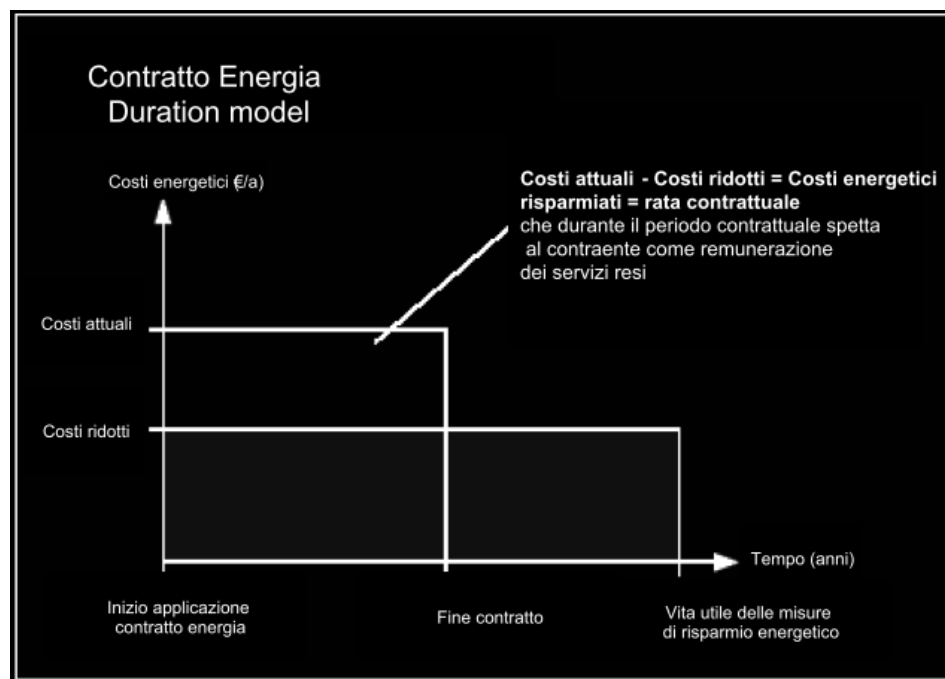 Contratto Energia
Duration model
Costi energetici €/a)
Costi attuali - Costi ridotti = Costi energetici
risparmiati = rata contrattuale
che durante il periodo contrattuale spetta
al contraente come remunerazione
dei servizi resi
Costi attuali
Costi ridotti
Tempo (anni)
Inizio applicazione
contratto energia
Fine contratto
Vita utile delle misure
di risparmio energetico